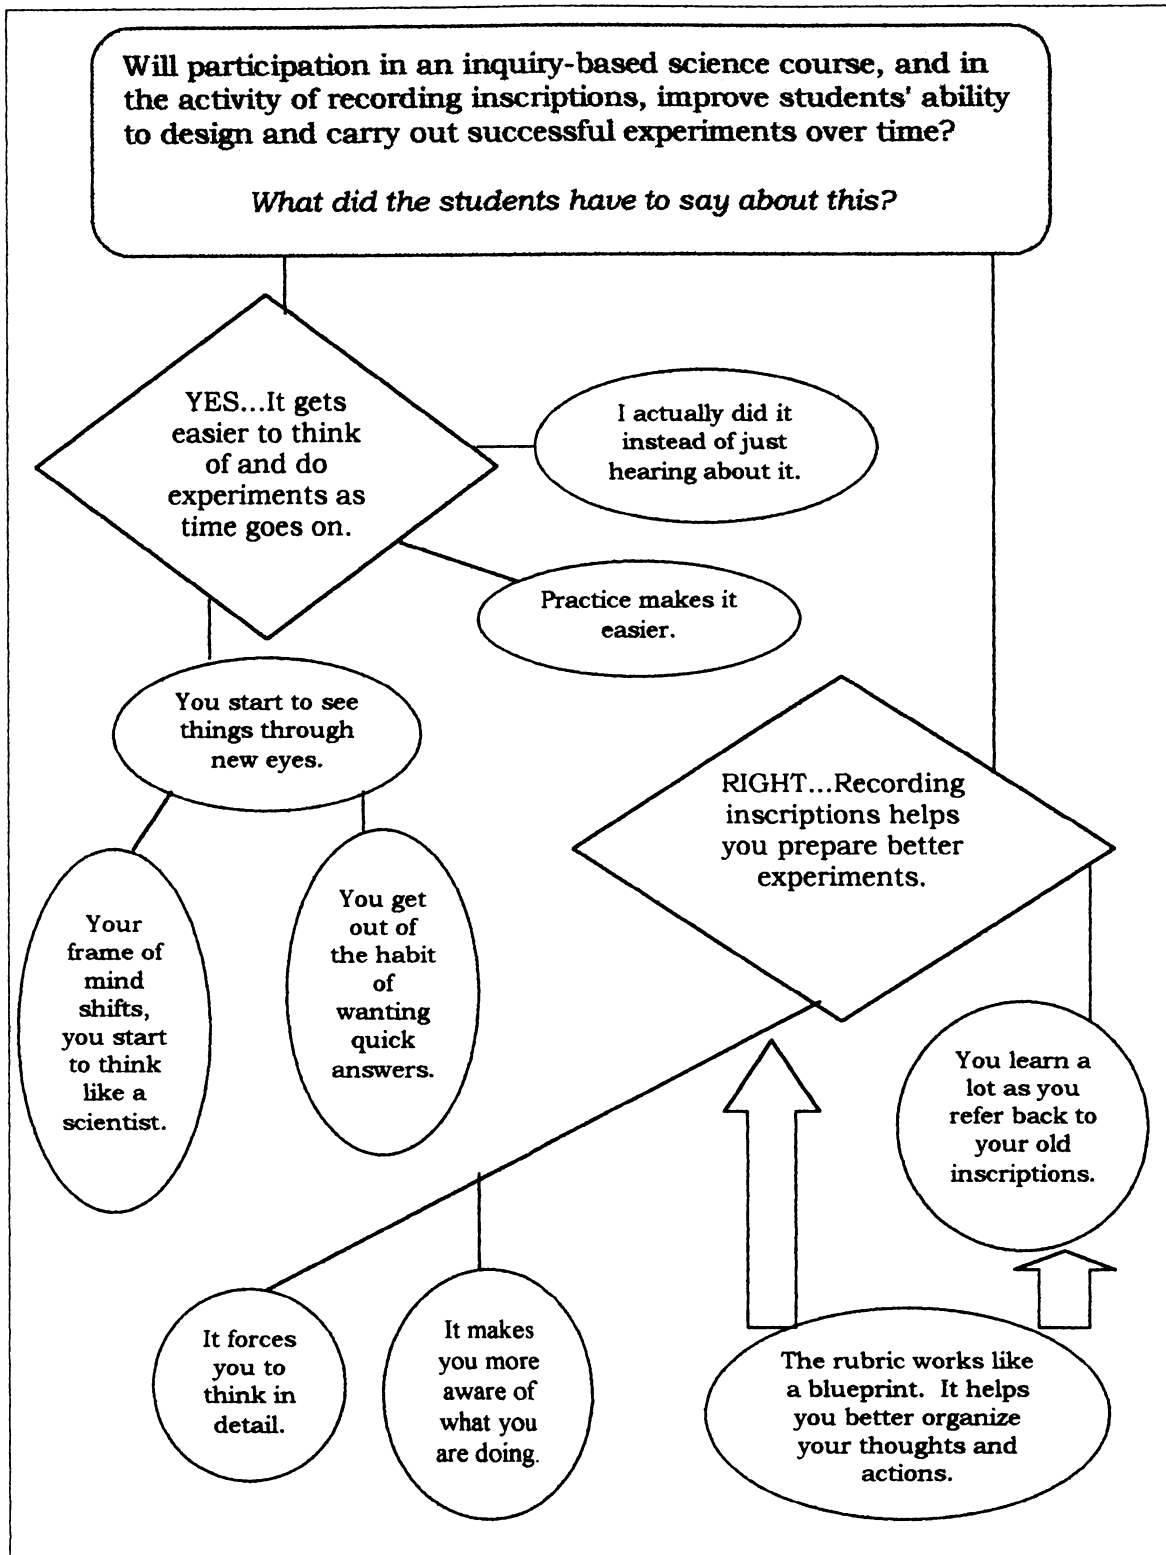 Will participation in an inquiry-based science course, and in
the activity of recording inscriptions, improve students' ability
to design and carry out successful experiments over time?
What did the students have to say about this?
YES...It gets
easier to think
of and do
experiments as
time goes on.
I actually did it
instead of just
hearing about it.
Practice makes it
easier.
You start to see
things through
new eyes.
Your
frame of
mind
shifts,
you start
to think
like a
scientist.
You get
out of
the habit
of
wanting
quick
answers.
RIGHT...Recording
inscriptions helps
you prepare better
experiments.
You learn a
lot as you
refer back to
your old
inscriptions.
It forces
you to
think in
detail.
It makes
you more
aware of
what you
are doing.
The rubric works like
a blueprint. It helps
you better organize
your thoughts and
actions.